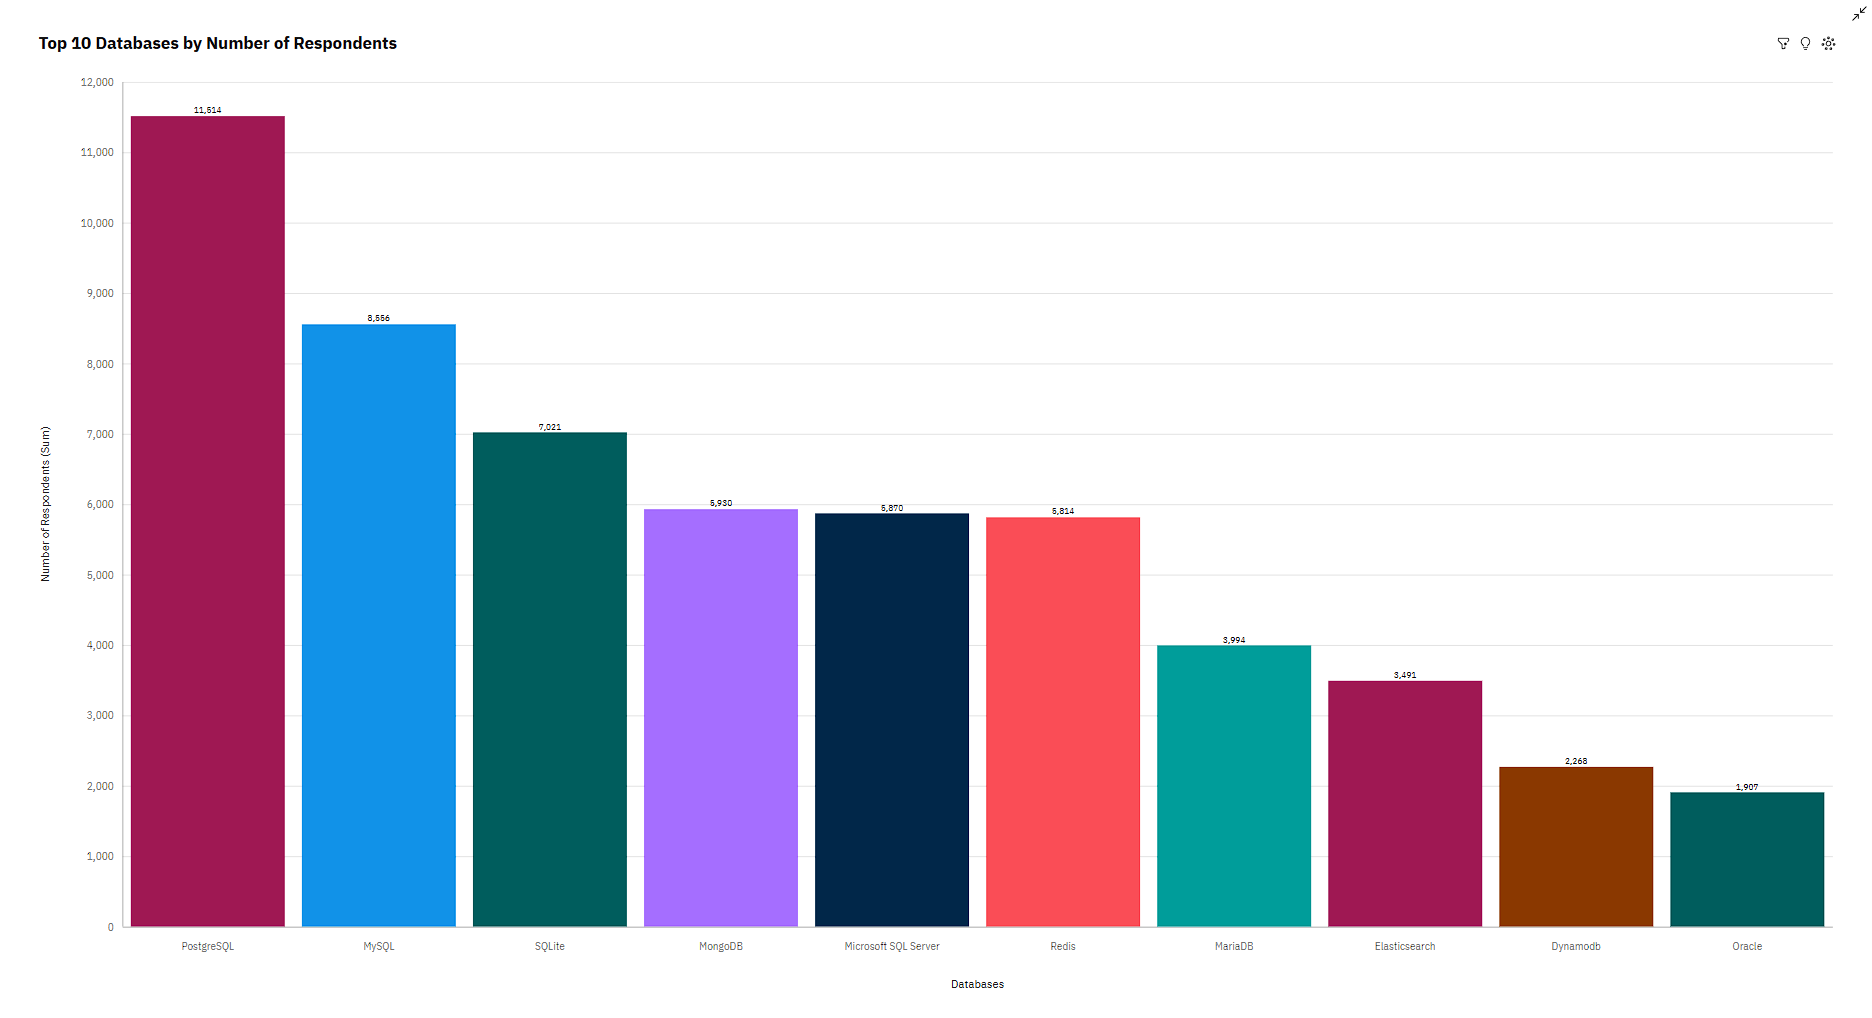 Top 10 Databases by Number of Respondents
12,000
11,000
10,000
9,000
8,000
7,000
6,000
5,000
4,000
3,000
2,000
1,000
0
Number of Respondents (Sum)
11,514
8,556
7,021
5,930
5,870
5,814
3,994
3,491
2,268
1,907
PostgreSQL
MySQL
SQLite
MongoDB
Microsoft SQL Server
Redis
MariaDB
Elasticsearch
Dynamodb
Oracle
Databases